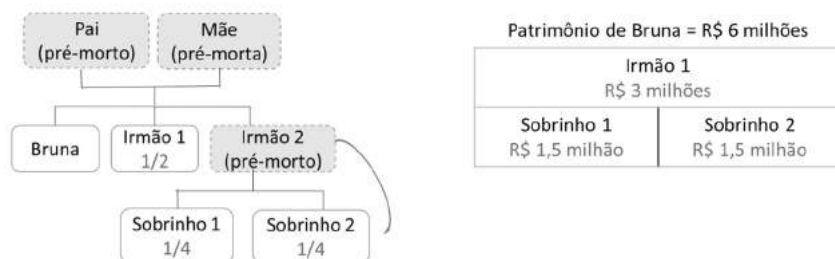 Pai
(pré-morto)
Mãe
(pré-morta)
Bruna
Irmão 1
1/2
Irmão 2
(pré-morto)
Sobrinho 1
1/4
Sobrinho 2
1/4
Patrimônio de Bruna = R$ 6 milhões
Irmão 1
R$ 3 milhões
Sobrinho 1
R$ 1,5 milhão
Sobrinho 2
R$ 1,5 milhão